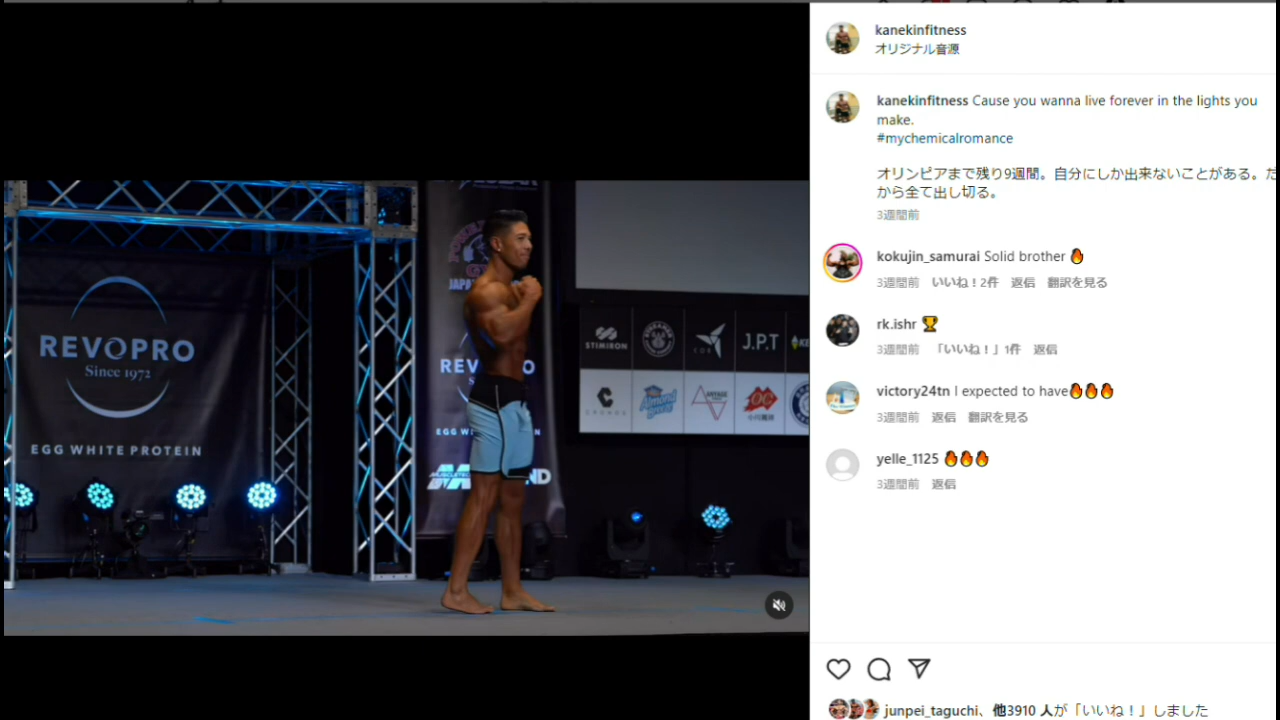 kanekinfitness
オリジナル音源
kanekinfitness Cause you wanna live forever in the lights you
make.
#mychemicalromance
オリンピアまで残り9週間。自分にしか出来ないことがある。だ
から全て出し切る。
3週間前
kokujin_samurai Solid brother 🔥
3週間前 いいね！2件 返信 翻訳を見る
rk.ishr 🏆
3週間前 「いいね！」1件 返信
victory24tn I expected to have🔥🔥🔥
3週間前 返信 翻訳を見る
yelle_1125 🔥🔥🔥
3週間前 返信
junpei_taguchi、他3910 人が「いいね！」しました
REVOPRO
Since 1972
EGG WHITE PROTEIN
JAPA
REV O
EGG W N
ND
STIMIRON
J.P.T
Almond